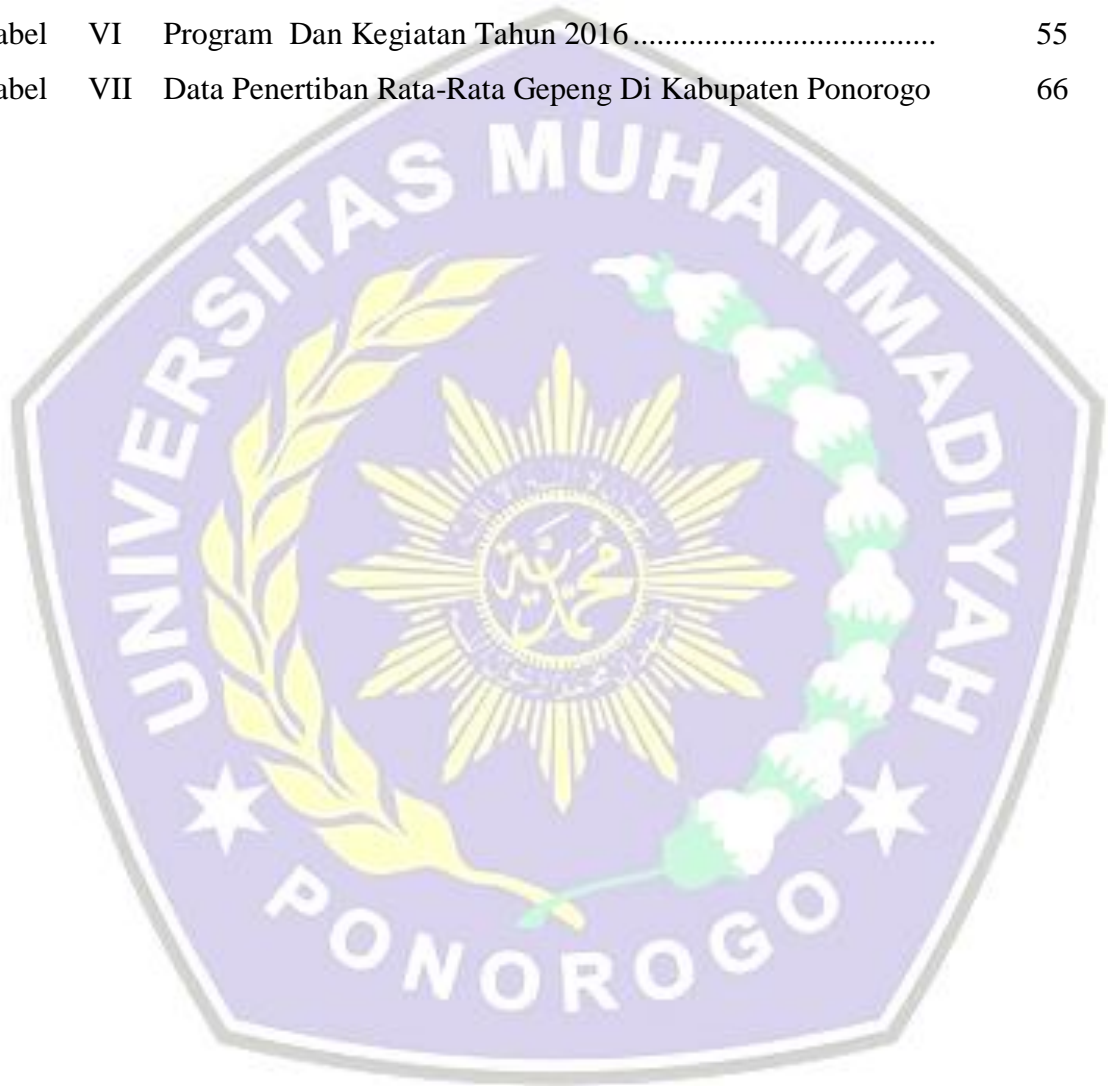 abel VI Program Dan Kegiatan Tahun 2016 .................................... 55
abel VII Data Penertiban Rata-Rata Gepeng Di Kabupaten Ponorogo 66
UNIVERSITAS MUHAMMADIYAH
PONOROGO
محمدية